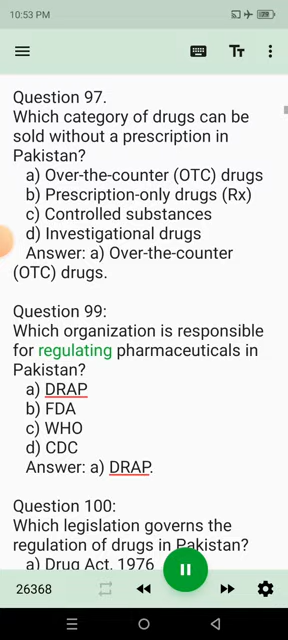 10:53 PM
Question 97.
Which category of drugs can be
sold without a prescription in
Pakistan?
a) Over-the-counter (OTC) drugs
b) Prescription-only drugs (Rx)
c) Controlled substances
d) Investigational drugs
Answer: a) Over-the-counter
(OTC) drugs.
Question 99:
Which organization is responsible
for regulating pharmaceuticals in
Pakistan?
a) DRAP
b) FDA
c) WHO
d) CDC
Answer: a) DRAP.
Question 100:
Which legislation governs the
regulation of drugs in Pakistan?
a) Drug Act, 1976
26368